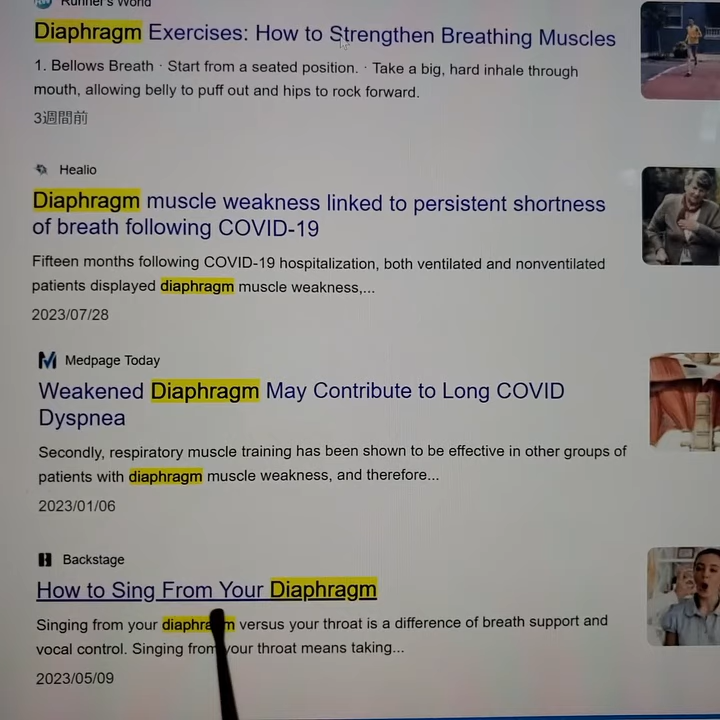 Runner's World
Diaphragm Exercises: How to Strengthen Breathing Muscles
1. Bellows Breath · Start from a seated position. · Take a big, hard inhale through
mouth, allowing belly to puff out and hips to rock forward.
3週間前
Healio
Diaphragm muscle weakness linked to persistent shortness
of breath following COVID-19
Fifteen months following COVID-19 hospitalization, both ventilated and nonventilated
patients displayed diaphragm muscle weakness,...
2023/07/28
Medpage Today
Weakened Diaphragm May Contribute to Long COVID
Dyspnea
Secondly, respiratory muscle training has been shown to be effective in other groups of
patients with diaphragm muscle weakness, and therefore...
2023/01/06
Backstage
How to Sing From Your Diaphragm
Singing from your diaphragm versus your throat is a difference of breath support and
vocal control. Singing from your throat means taking...
2023/05/09